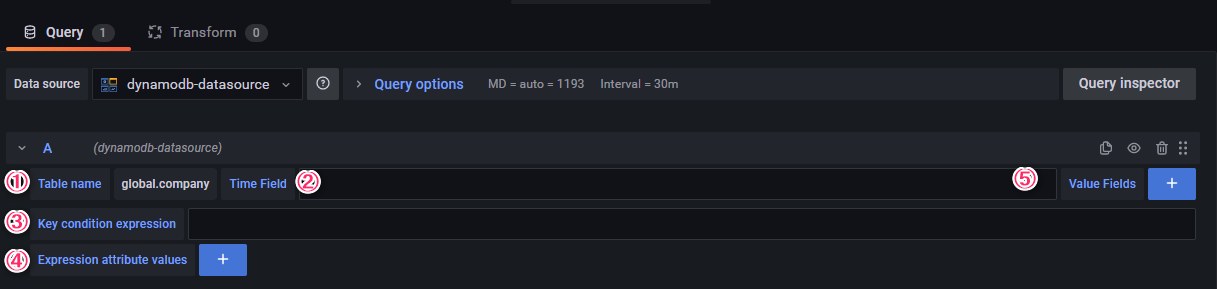 Query 1 Transform 0
Data source dynamodb-datasource Query options MD = auto = 1193 Interval = 30m Query inspector
A (dynamodb-datasource)
① Table name global.company Time Field ② ⑤ Value Fields +
③ Key condition expression
④ Expression attribute values +